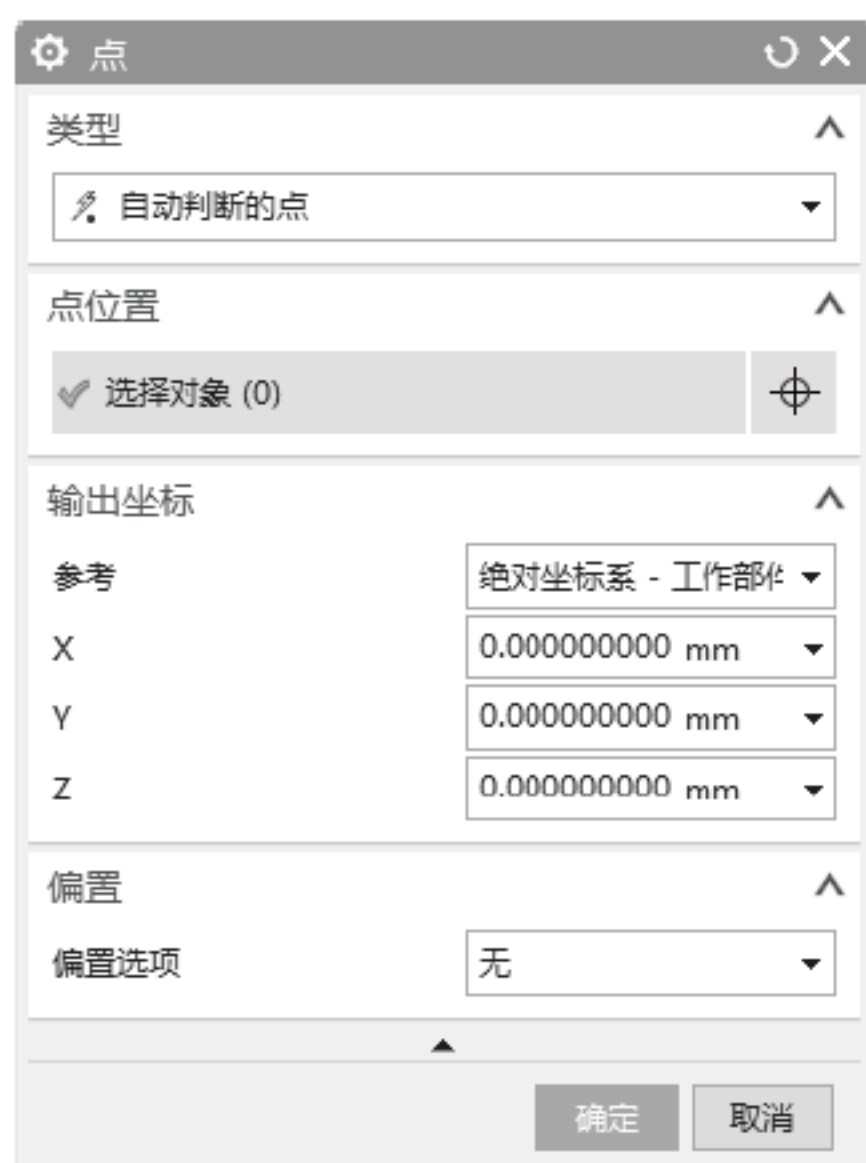 点
类型
自动判断的点
点位置
选择对象 (0)
输出坐标
参考 绝对坐标系 - 工作部件
X 0.000000000 mm
Y 0.000000000 mm
Z 0.000000000 mm
偏置
偏置选项 无
确定 取消